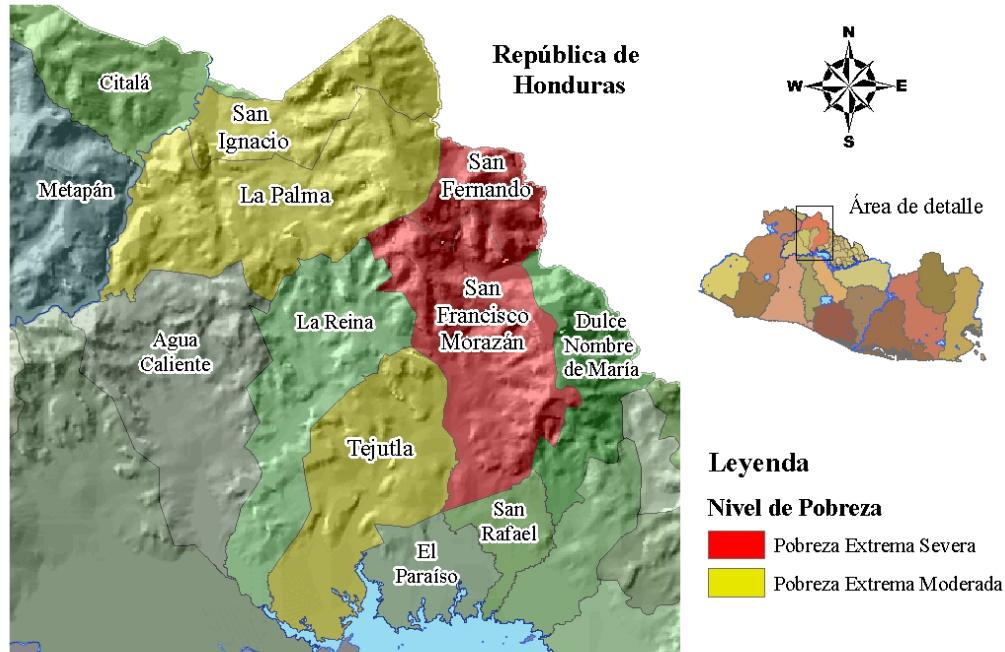 República de
Honduras
N
W
E
S
Citalá
San
Ignacio
Metapán
La Palma
San
Fernando
Área de detalle
Agua
Caliente
La Reina
San
Francisco
Morazán
Dulce
Nombre
de María
Tejutla
San
Rafael
El
Paraíso
Leyenda
Nivel de Pobreza
Pobreza Extrema Severa
Pobreza Extrema Moderada